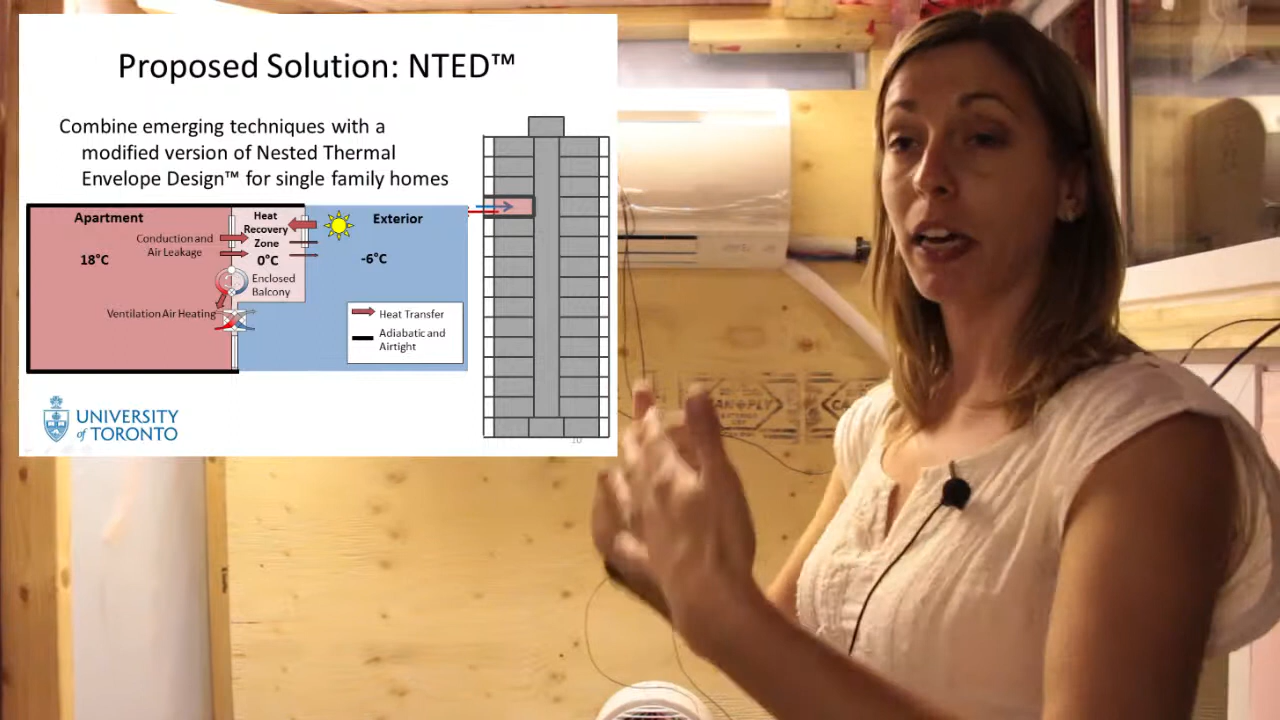 Proposed Solution: NTED™
Combine emerging techniques with a
modified version of Nested Thermal
Envelope Design™ for single family homes
Apartment
Heat
Recovery
Zone
Exterior
Conduction and
Air Leakage
18°C
0°C
-6°C
Enclosed
Balcony
Ventilation Air Heating
Heat Transfer
Adiabatic and
Airtight
UNIVERSITY
of TORONTO
10
CANOPLY